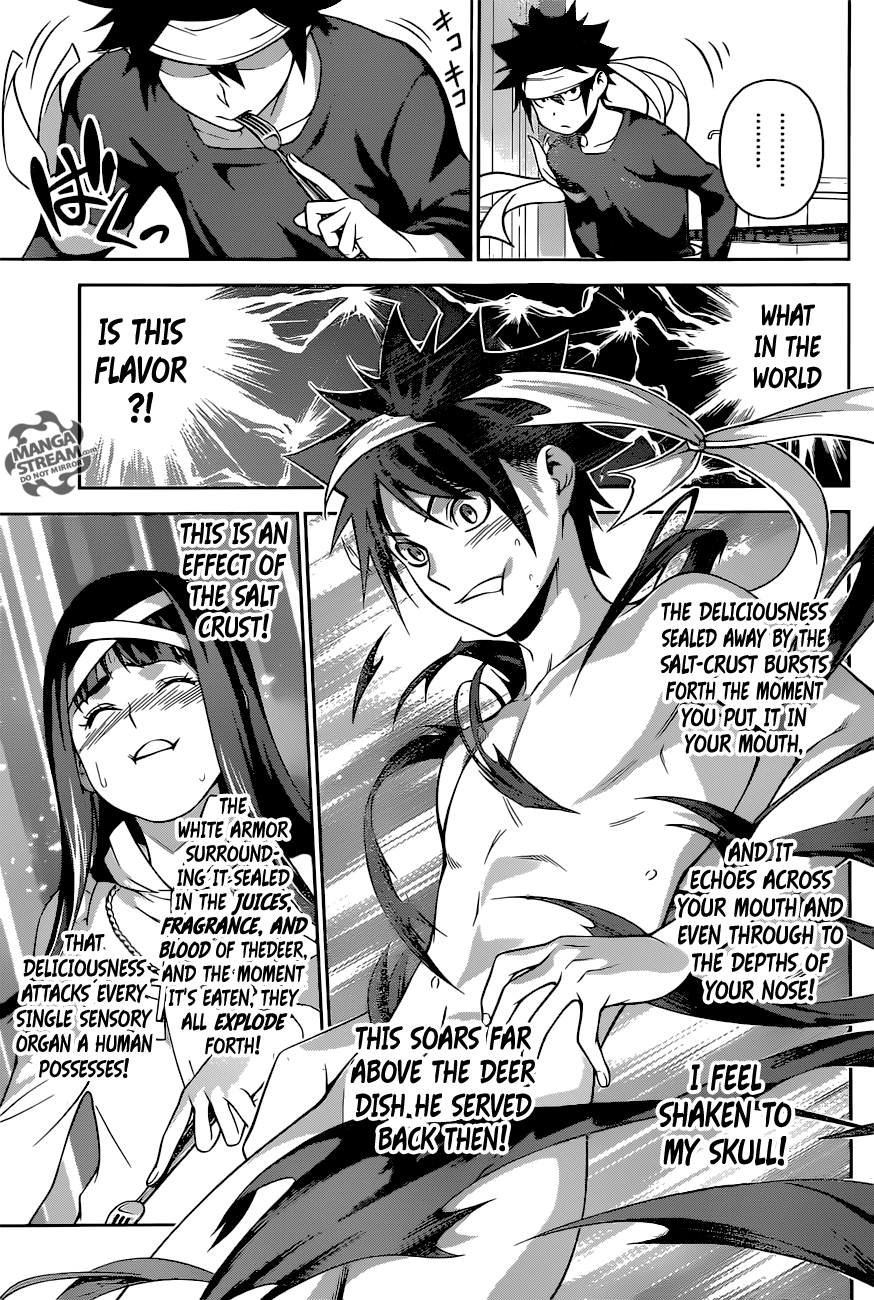 ………
………
キコ
キコ
ばくっ
WHAT
IN THE
WORLD
IS THIS
FLAVOR
?!
MANGA
STREAM.com
DO NOT MIRROR
THE DELICIOUSNESS
SEALED AWAY BY THE
SALT-CRUST BURSTS
FORTH THE MOMENT
YOU PUT IT IN
YOUR MOUTH,
AND IT
ECHOES ACROSS
YOUR MOUTH AND
EVEN THROUGH TO
THE DEPTHS OF
YOUR NOSE!
I FEEL
SHAKEN TO
MY SKULL!
THIS SOARS FAR
ABOVE THE DEER
DISH HE SERVED
BACK THEN!
THIS IS AN
EFFECT OF
THE SALT
CRUST!
THE
WHITE ARMOR
SURROUND-
ING IT SEALED
IN THE JUICES,
FRAGRANCE, AND
BLOOD OF THEDEER,
AND THE MOMENT
IT'S EATEN, THEY
ALL EXPLODE
FORTH!
THAT
DELICIOUSNESS
ATTACKS EVERY
SINGLE SENSORY
ORGAN A HUMAN
POSSESSES!